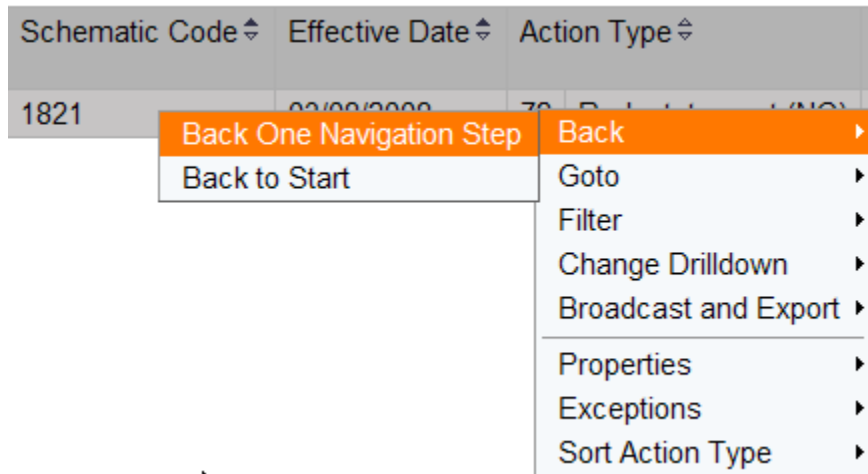 Schematic Code Effective Date Action Type
1821
Back One Navigation Step Back
Back to Start Goto
Filter
Change Drilldown
Broadcast and Export
Properties
Exceptions
Sort Action Type